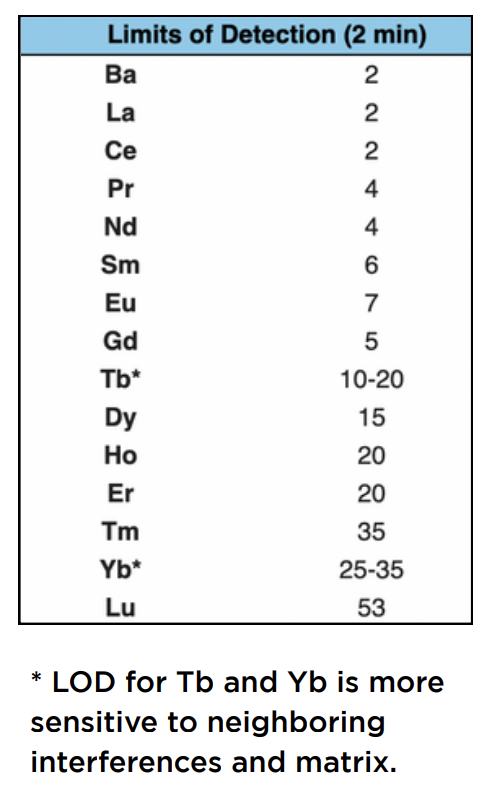 Limits of Detection (2 min)
Ba 2
La 2
Ce 2
Pr 4
Nd 4
Sm 6
Eu 7
Gd 5
Tb* 10-20
Dy 15
Ho 20
Er 20
Tm 35
Yb* 25-35
Lu 53
* LOD for Tb and Yb is more
sensitive to neighboring
interferences and matrix.